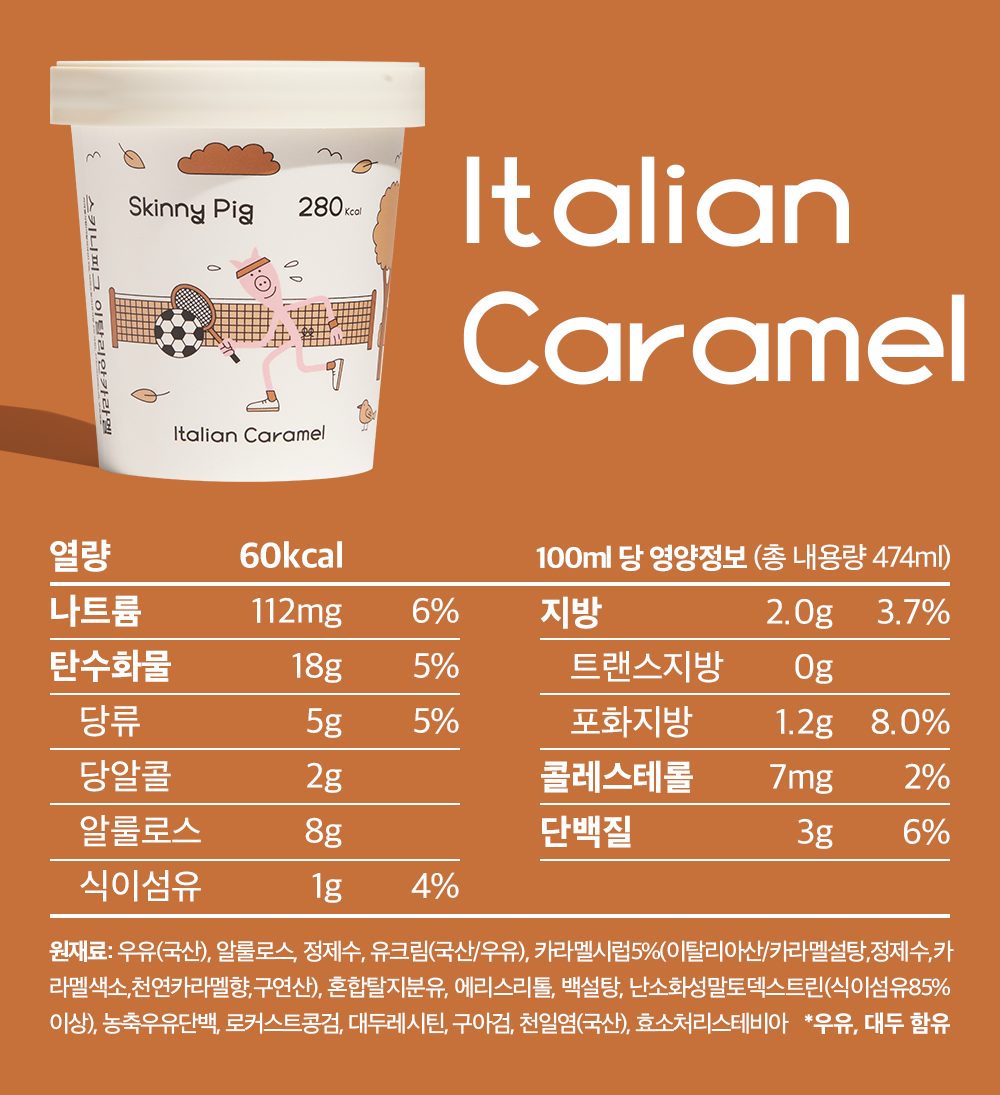 Italian
Caramel
Skinny Pig 280 Kcal
스키니피그 이탈리아카라멜
Italian Caramel
열량 60kcal
100ml 당 영양정보 (총 내용량 474ml)
나트륨 112mg 6%
탄수화물 18g 5%
당류 5g 5%
당알콜 2g
알룰로스 8g
식이섬유 1g 4%
지방 2.0g 3.7%
트랜스지방 0g
포화지방 1.2g 8.0%
콜레스테롤 7mg 2%
단백질 3g 6%
원재료: 우유(국산), 알룰로스, 정제수, 유크림(국산/우유), 카라멜시럽5%(이탈리아산/카라멜설탕,정제수,카
라멜색소,천연카라멜향,구연산), 혼합탈지분유, 에리스리톨, 백설탕, 난소화성말토덱스트린(식이섬유85%
이상), 농축우유단백, 로커스트콩검, 대두레시틴, 구아검, 천일염(국산), 효소처리스테비아 *우유, 대두 함유